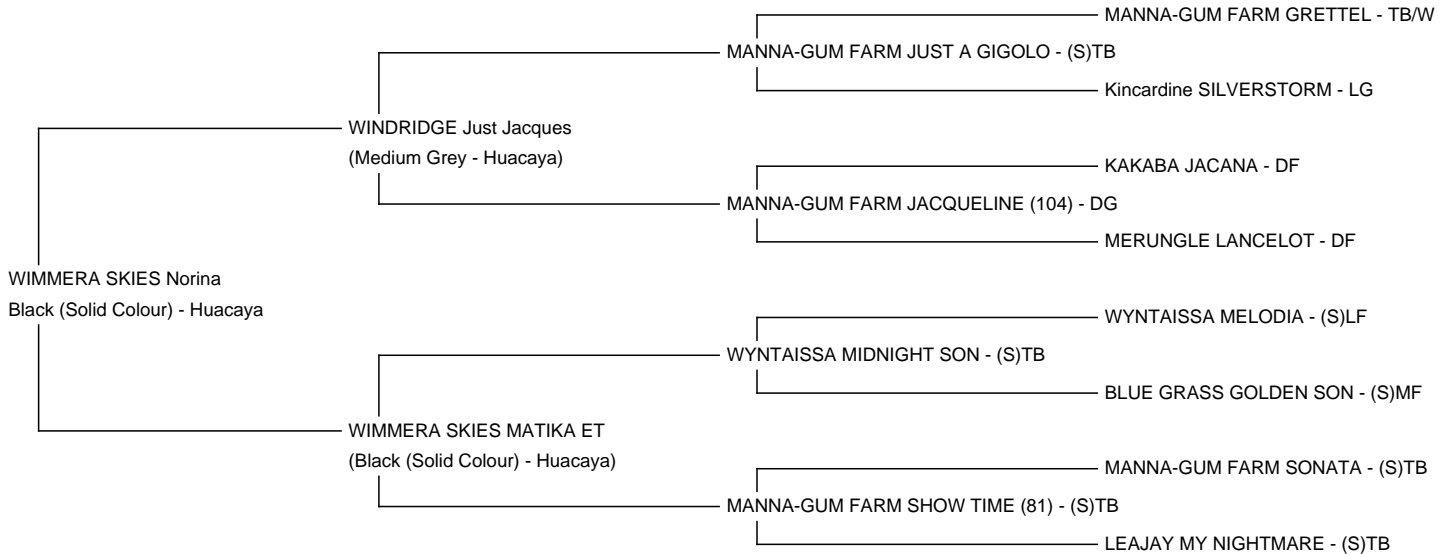 MANNA-GUM FARM GRETTEL - TB/W
MANNA-GUM FARM JUST A GIGOLO - (S)TB
Kincardine SILVERSTORM - LG
WINDRIDGE Just Jacques
(Medium Grey - Huacaya)
KAKABA JACANA - DF
MANNA-GUM FARM JACQUELINE (104) - DG
MERUNGLE LANCELOT - DF
WIMMERA SKIES Norina
Black (Solid Colour) - Huacaya
WYNTAISSA MELODIA - (S)LF
WYNTAISSA MIDNIGHT SON - (S)TB
BLUE GRASS GOLDEN SON - (S)MF
WIMMERA SKIES MATIKA ET
(Black (Solid Colour) - Huacaya)
MANNA-GUM FARM SONATA - (S)TB
MANNA-GUM FARM SHOW TIME (81) - (S)TB
LEAJAY MY NIGHTMARE - (S)TB